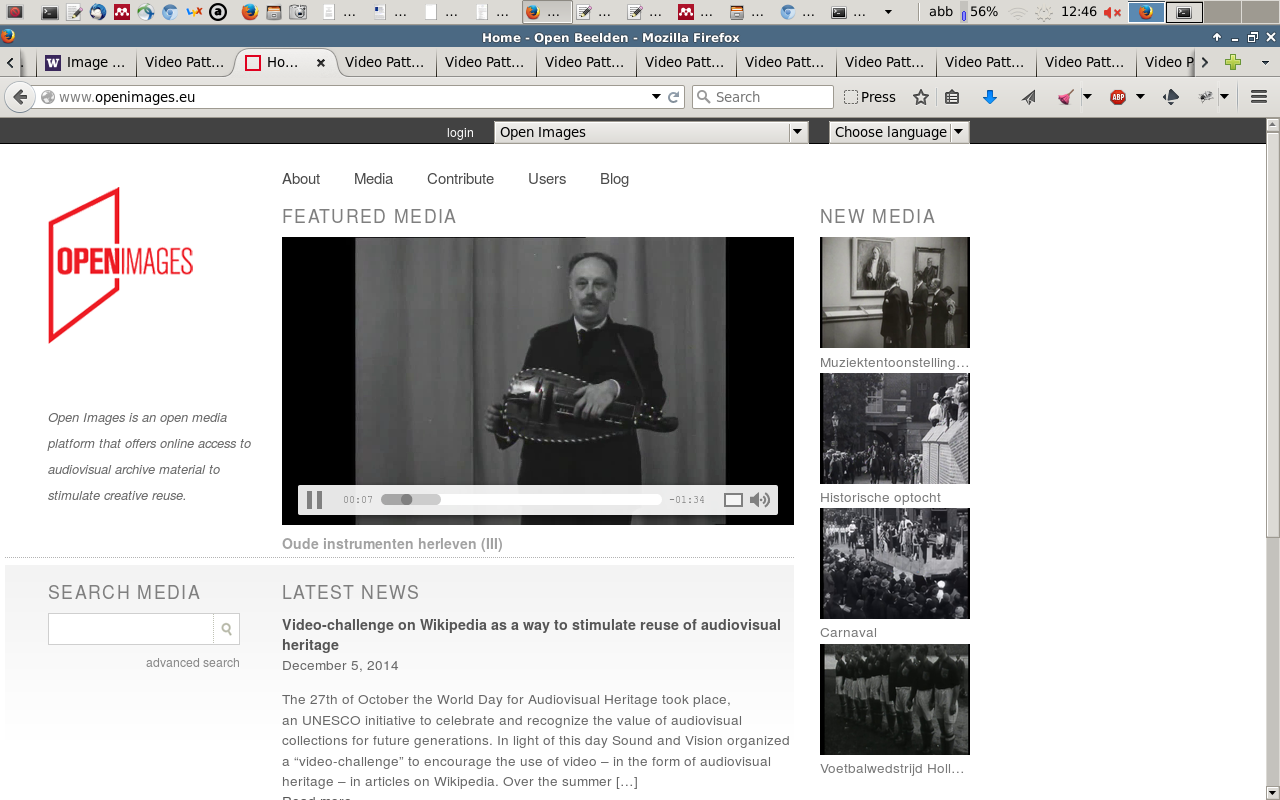 abb
56%
12:46
Home - Open Beelden - Mozilla Firefox
Image ...
Video Patt...
Ho...
Video Patt...
Video Patt...
Video Patt...
Video Patt...
Video Patt...
Video Patt...
Video Patt...
Video Patt...
Video P
www.openimages.eu
Search
Press
ABP
login
Open Images
Choose language
About
Media
Contribute
Users
Blog
OPENIMAGES
Open Images is an open media
platform that offers online access to
audiovisual archive material to
stimulate creative reuse.
FEATURED MEDIA
00:07
-01:34
Oude instrumenten herleven (III)
NEW MEDIA
Muziektentoonstelling...
Historische optocht
Carnaval
Voetbalwedstrijd Holl...
SEARCH MEDIA
advanced search
LATEST NEWS
Video-challenge on Wikipedia as a way to stimulate reuse of audiovisual
heritage
December 5, 2014
The 27th of October the World Day for Audiovisual Heritage took place,
an UNESCO initiative to celebrate and recognize the value of audiovisual
collections for future generations. In light of this day Sound and Vision organized
a “video-challenge” to encourage the use of video – in the form of audiovisual
heritage – in articles on Wikipedia. Over the summer […]
Read more